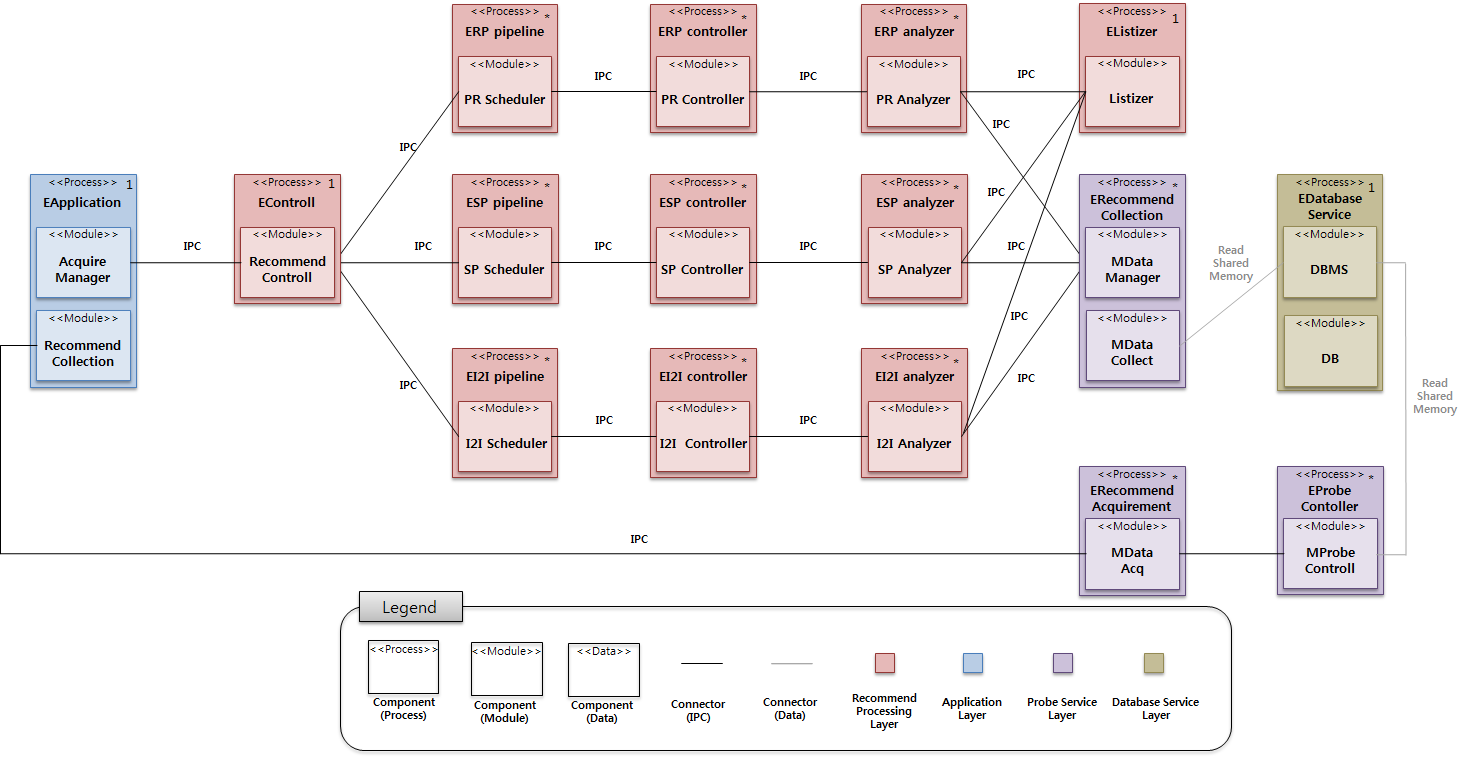 <<Process>> *
ERP pipeline
<<Module>>
PR Scheduler
IPC
<<Process>> *
ERP controller
<<Module>>
PR Controller
IPC
<<Process>> *
ERP analyzer
<<Module>>
PR Analyzer
IPC
<<Process>> 1
EListizer
<<Module>>
Listizer
IPC
IPC
<<Process>> 1
EApplication
<<Module>>
Acquire
Manager
<<Module>>
Recommend
Collection
IPC
<<Process>> 1
EControll
<<Module>>
Recommend
Controll
IPC
<<Process>> *
ESP pipeline
<<Module>>
SP Scheduler
IPC
<<Process>> *
ESP controller
<<Module>>
SP Controller
IPC
<<Process>> *
ESP analyzer
<<Module>>
SP Analyzer
IPC
IPC
<<Process>> *
ERecommend
Collection
<<Module>>
MData
Manager
<<Module>>
MData
Collect
Read
Shared
Memory
<<Process>> 1
EDatabase
Service
<<Module>>
DBMS
<<Module>>
DB
Read
Shared
Memory
IPC
<<Process>> *
EI2I pipeline
<<Module>>
I2I Scheduler
IPC
<<Process>> *
EI2I controller
<<Module>>
I2I Controller
IPC
<<Process>> *
EI2I analyzer
<<Module>>
I2I Analyzer
IPC
IPC
<<Process>> *
ERecommend
Acquirement
<<Module>>
MData
Acq
<<Process>> *
EProbe
Contoller
<<Module>>
MProbe
Controll
IPC
Legend
<<Process>>
Component
(Process)
<<Module>>
Component
(Module)
<<Data>>
Component
(Data)
Connector
(IPC)
Connector
(Data)
Recommend
Processing
Layer
Application
Layer
Probe Service
Layer
Database Service
Layer